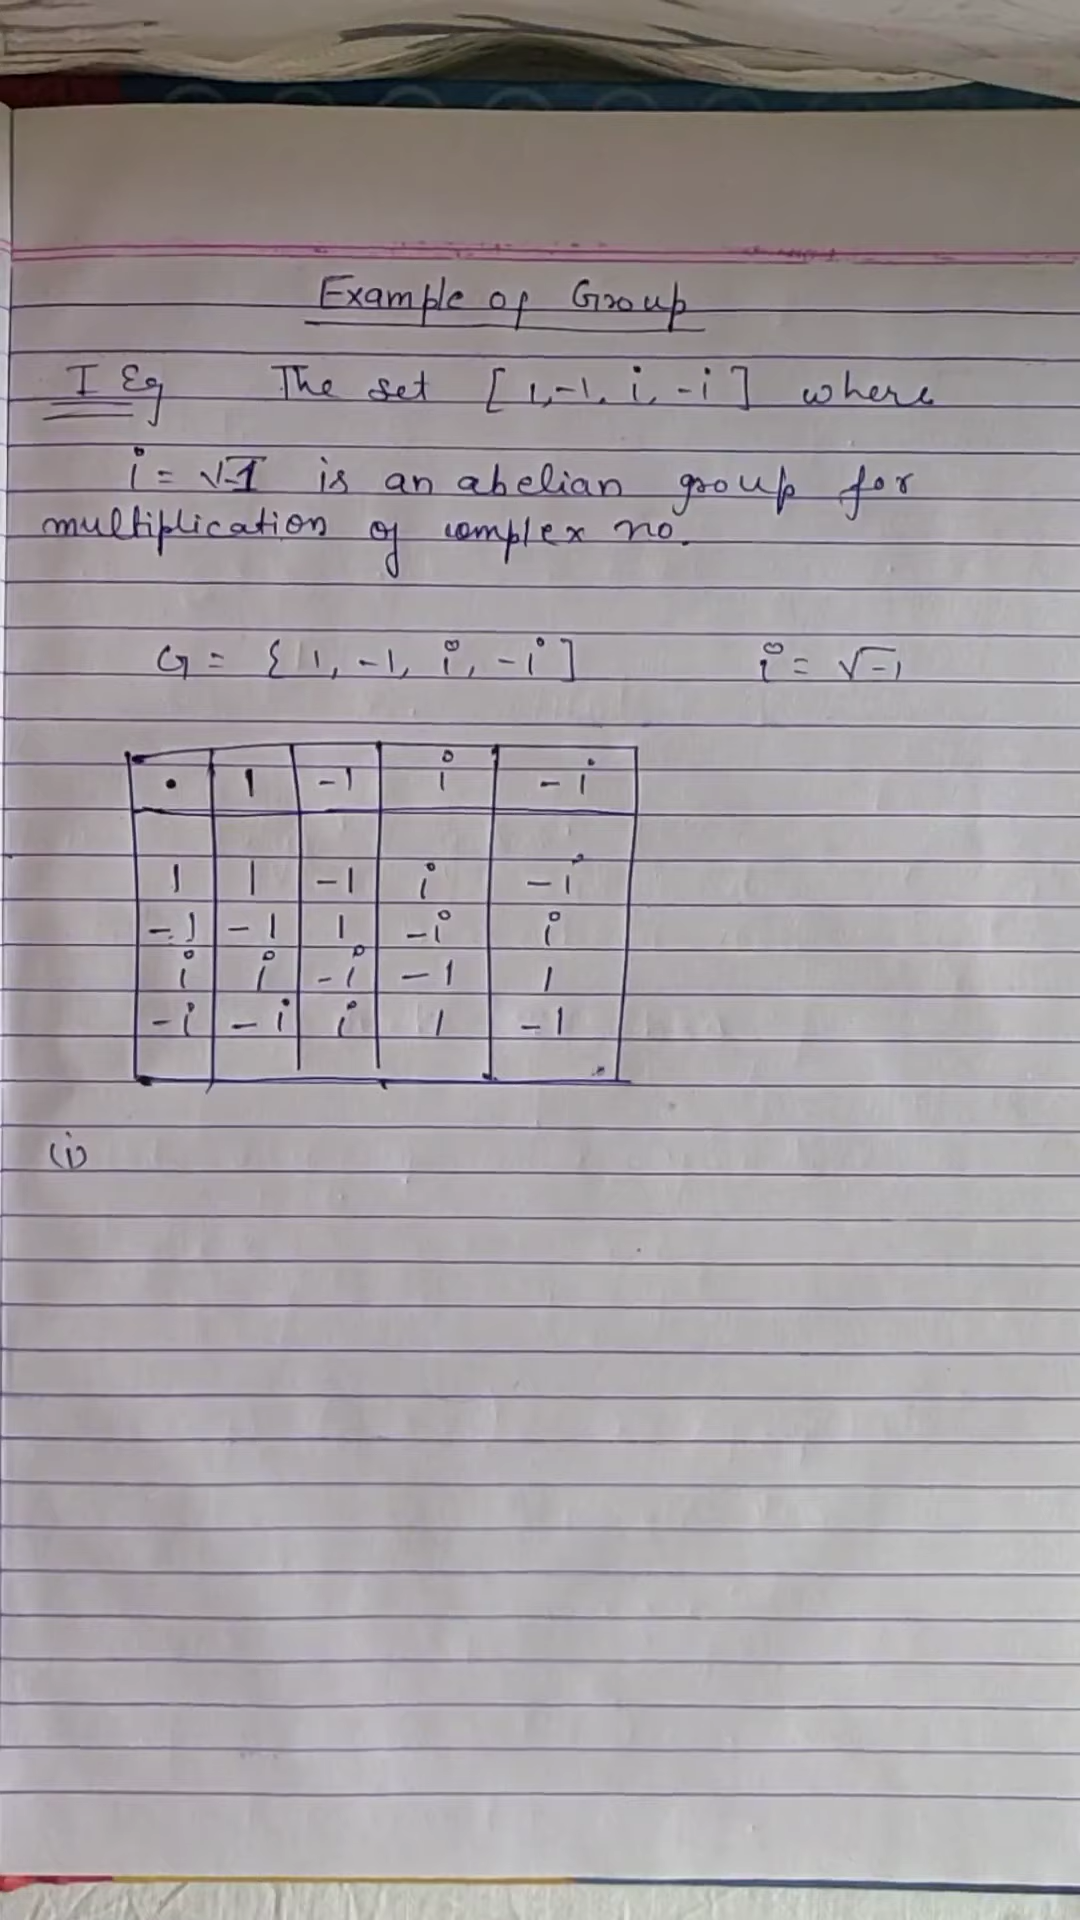 Example of Group
I Eg The set [1,-1, i, -i] where
i = √-1 is an abelian group for
multiplication of complex no.
G = {1, -1, i, -i] i = √-1
• 1 -1 i -i
1 1 -1 i -i
-1 -1 1 -i i
i i -i -1 1
-i -i i 1 -1
(i)